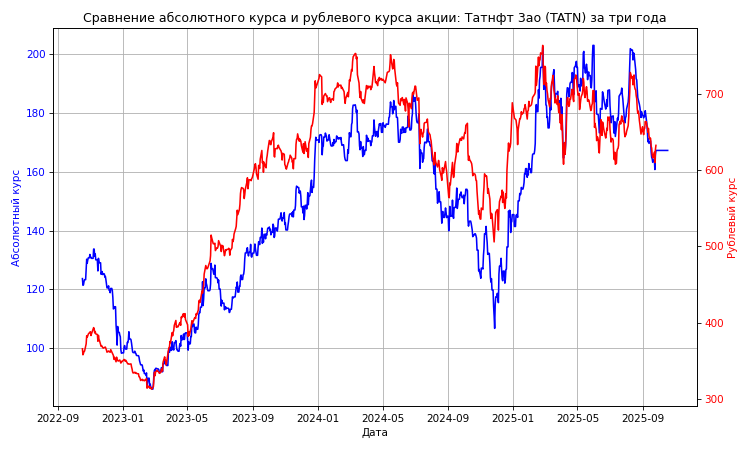 Сравнение абсолютного курса и рублевого курса акции: Татнфт 3ао (TATN) за три года
200
180
160
140
120
100
Абсолютный курс
700
600
500
400
300
Рублевый курс
2022-09 2023-01 2023-05 2023-09 2024-01 2024-05 2024-09 2025-01 2025-05 2025-09
Дата